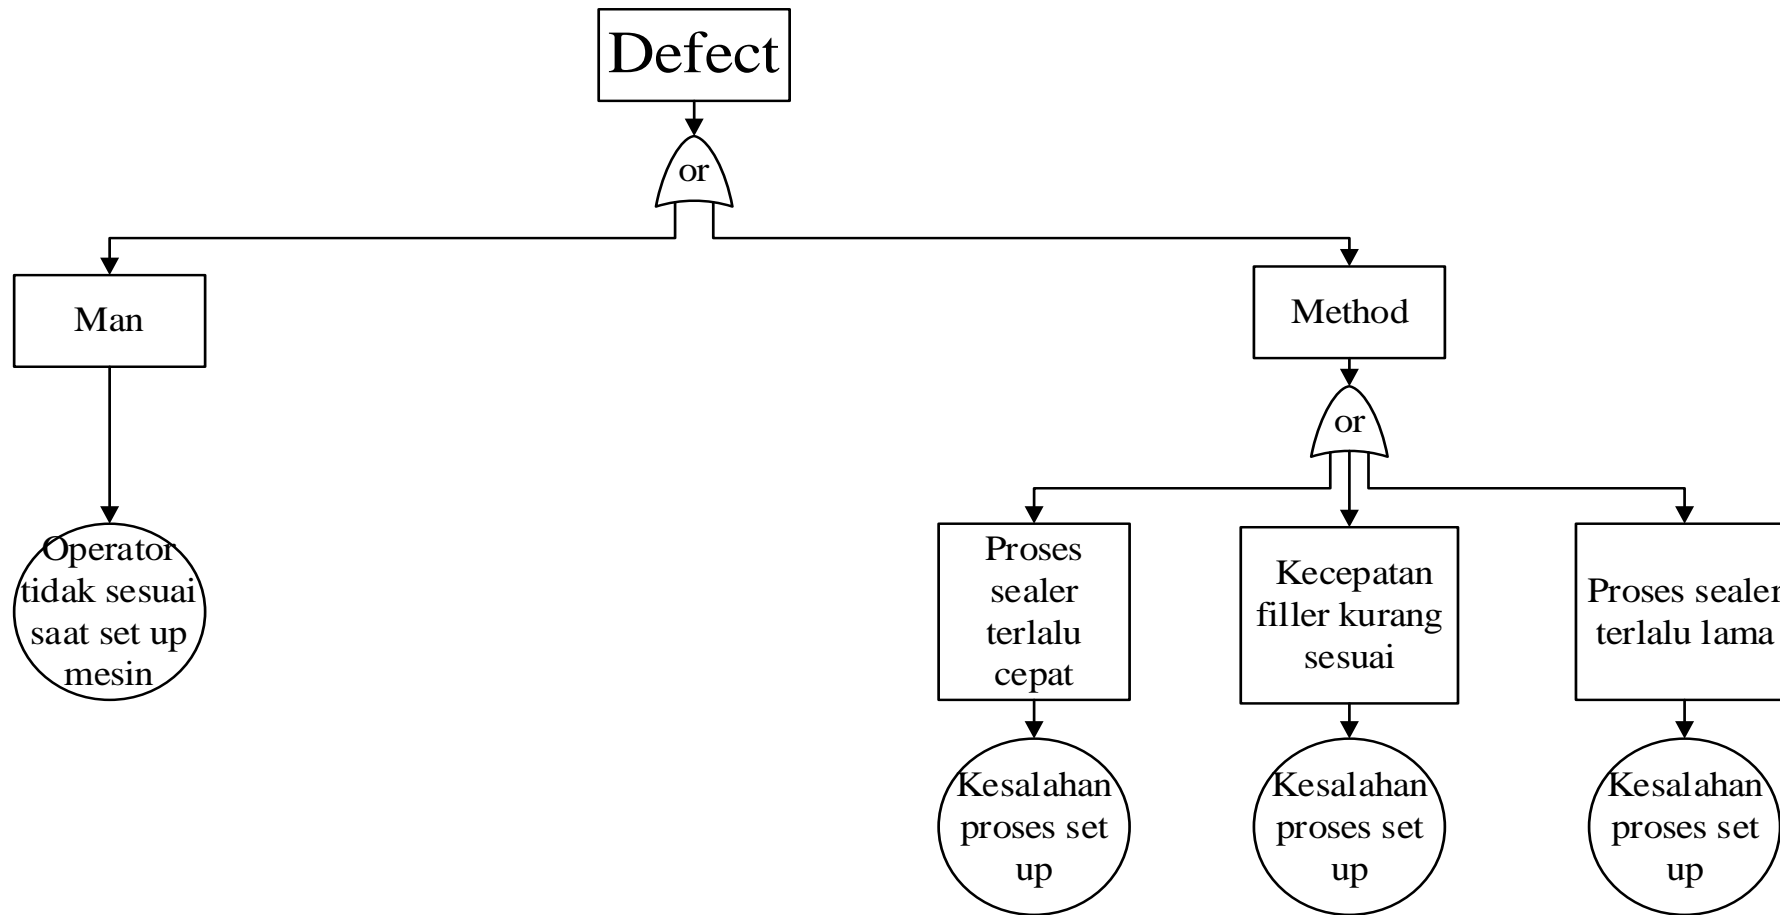 Defect
or
Man
Method
or
Operator
tidak sesuai
saat set up
mesin
Proses
sealer
terlalu
cepat
Kecepatan
filler kurang
sesuai
Proses sealer
terlalu lama
Kesalahan
proses set
up
Kesalahan
proses set
up
Kesalahan
proses set
up